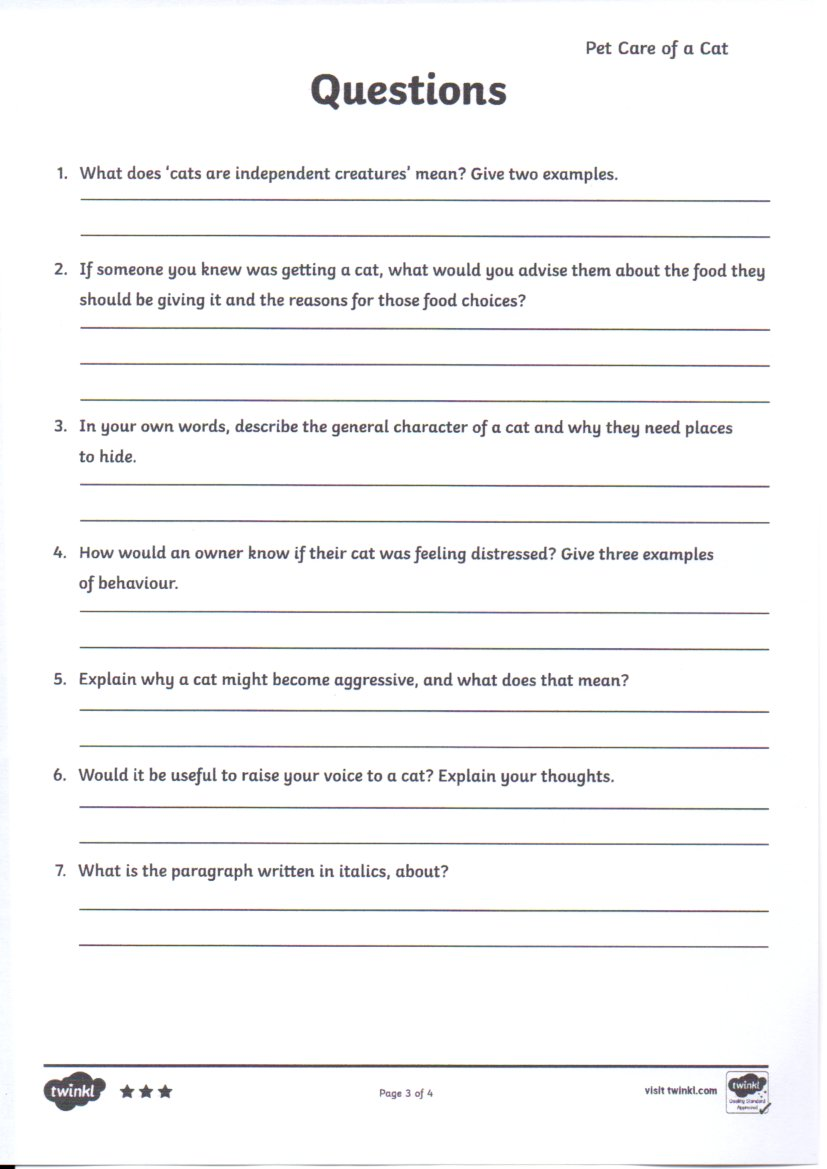 Pet Care of a Cat
Questions
1. What does 'cats are independent creatures' mean? Give two examples.
2. If someone you knew was getting a cat, what would you advise them about the food they
should be giving it and the reasons for those food choices?
3. In your own words, describe the general character of a cat and why they need places
to hide.
4. How would an owner know if their cat was feeling distressed? Give three examples
of behaviour.
5. Explain why a cat might become aggressive, and what does that mean?
6. Would it be useful to raise your voice to a cat? Explain your thoughts.
7. What is the paragraph written in italics, about?
twinkl
Page 3 of 4
visit twinkl.com
twinkl
Quality Standard
Approved